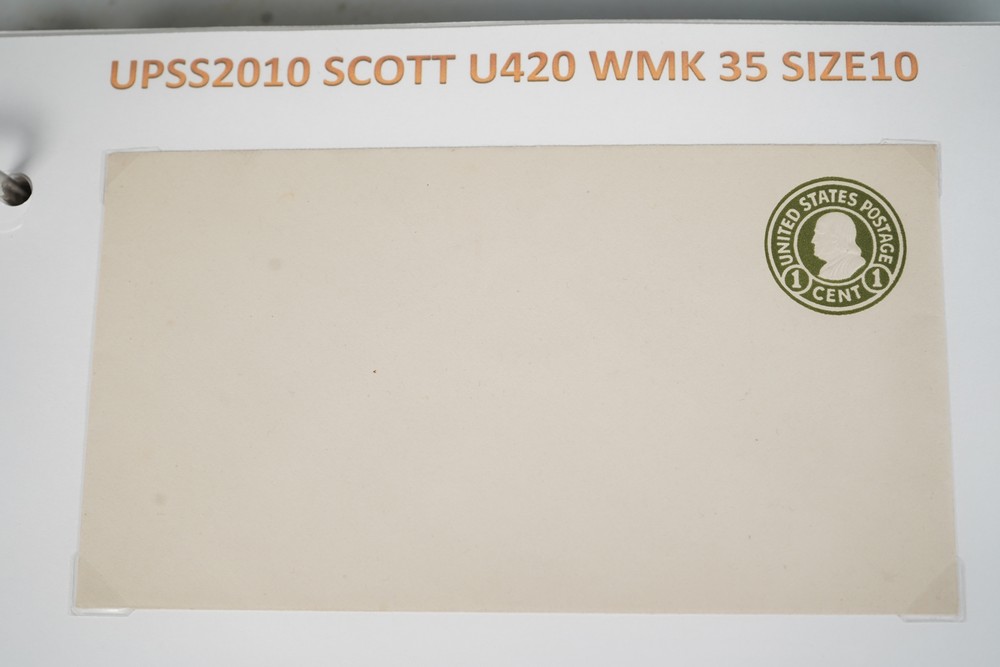 UPSS2010 SCOTT U420 WMK 35 SIZE10
UNITED STATES POSTAGE
1 CENT 1